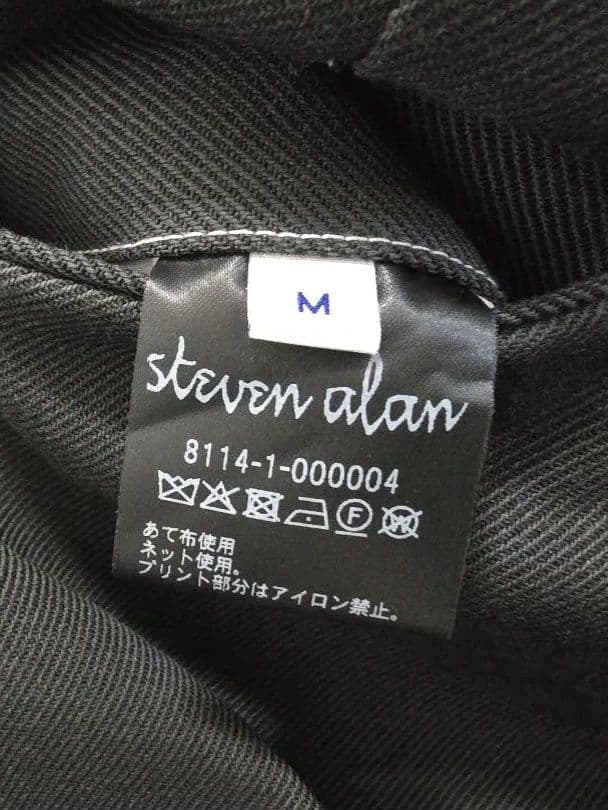 M
steven alan
8114-1-000004
F
W
あて布使用
ネット使用。
プリント部分はアイロン禁止。